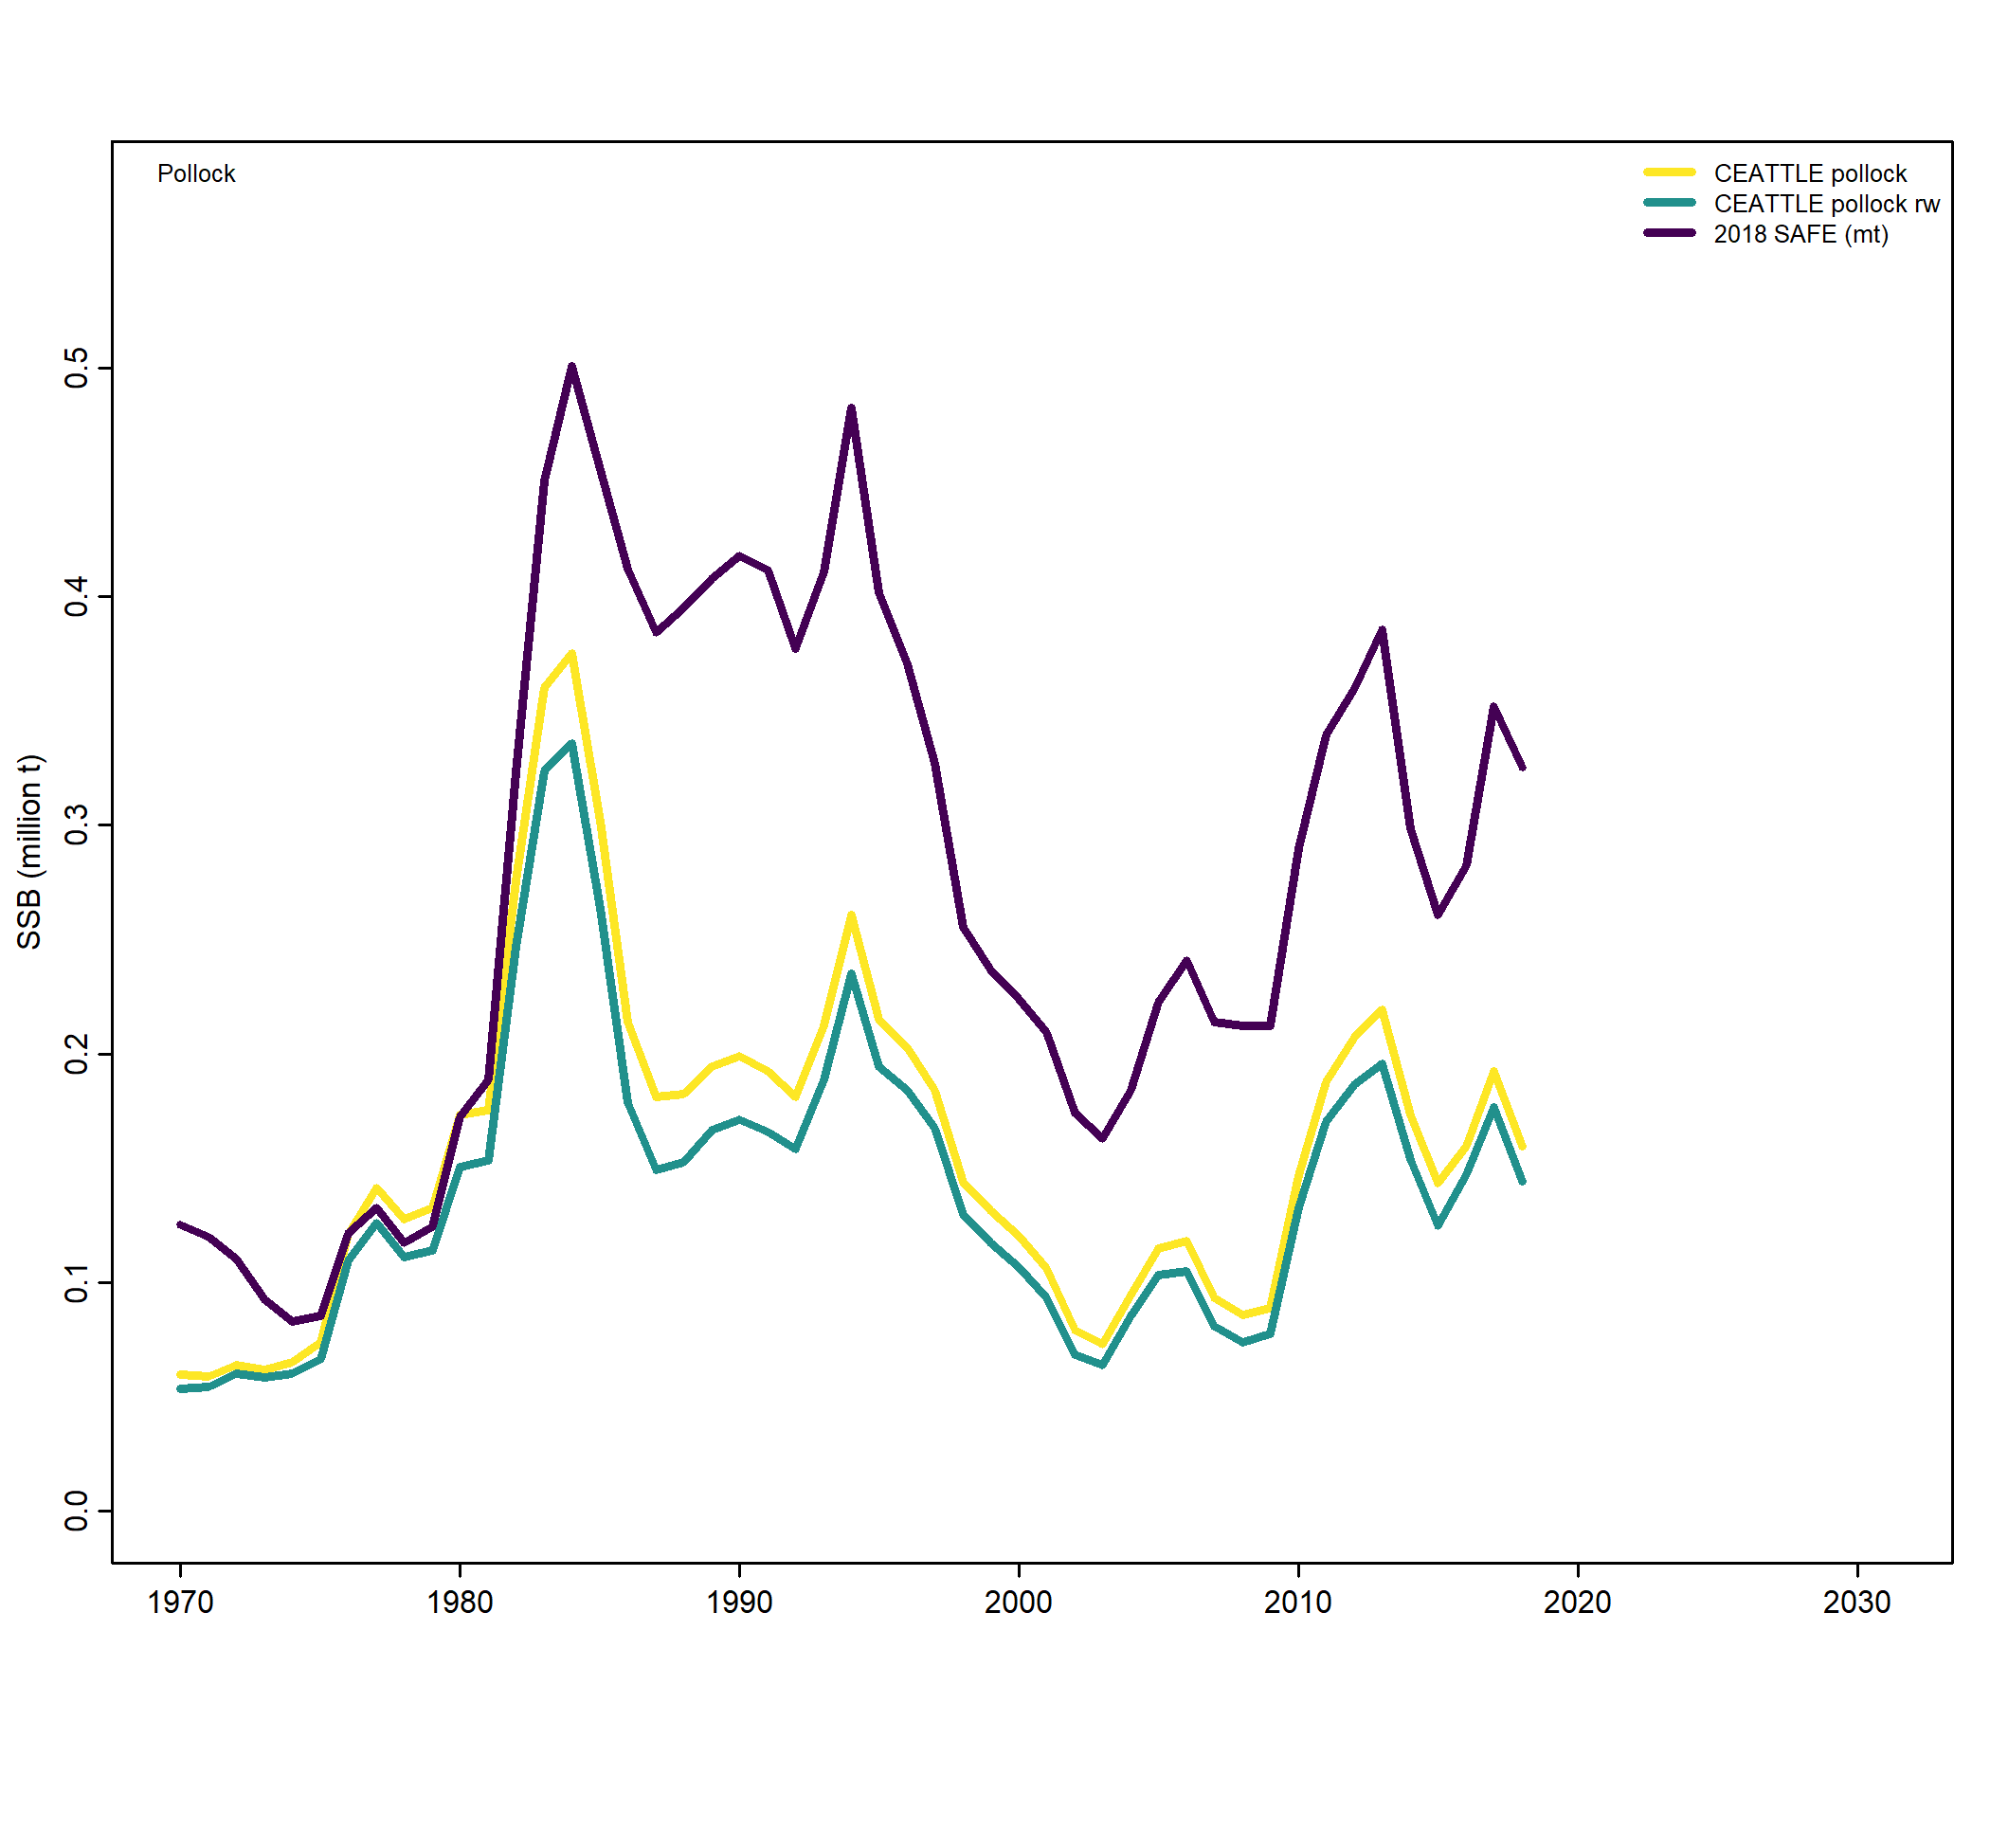 Pollock
CEATTLE pollock
CEATTLE pollock rw
2018 SAFE (mt)
SSB (million t)
0.5
0.4
0.3
0.2
0.1
0.0
1970 1980 1990 2000 2010 2020 2030